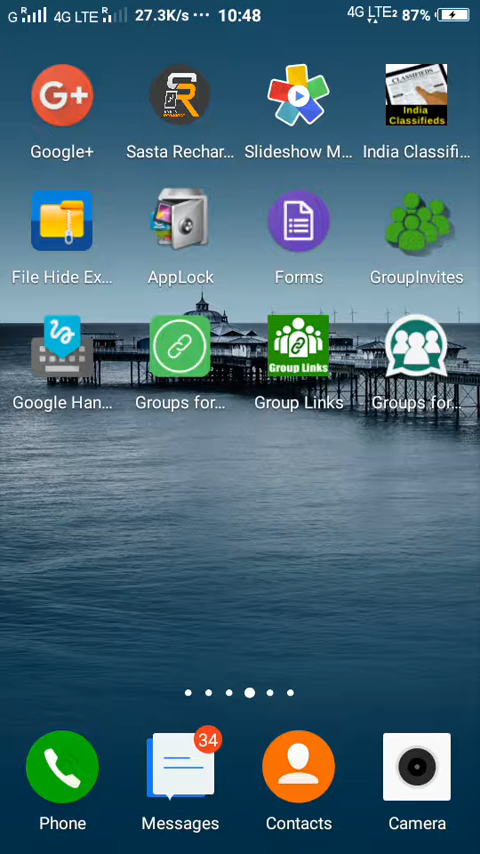 G R 4G LTE R 27.3K/s ··· 10:48 4G LTE2 87%
G+
CLASSIFIEDS
India
Classifieds
Google+ Sasta Rechar... Slideshow M... India Classifi...
File Hide Ex... AppLock Forms GroupInvites
Group Links
Google Han... Groups for... Group Links Groups for...
34
Phone Messages Contacts Camera